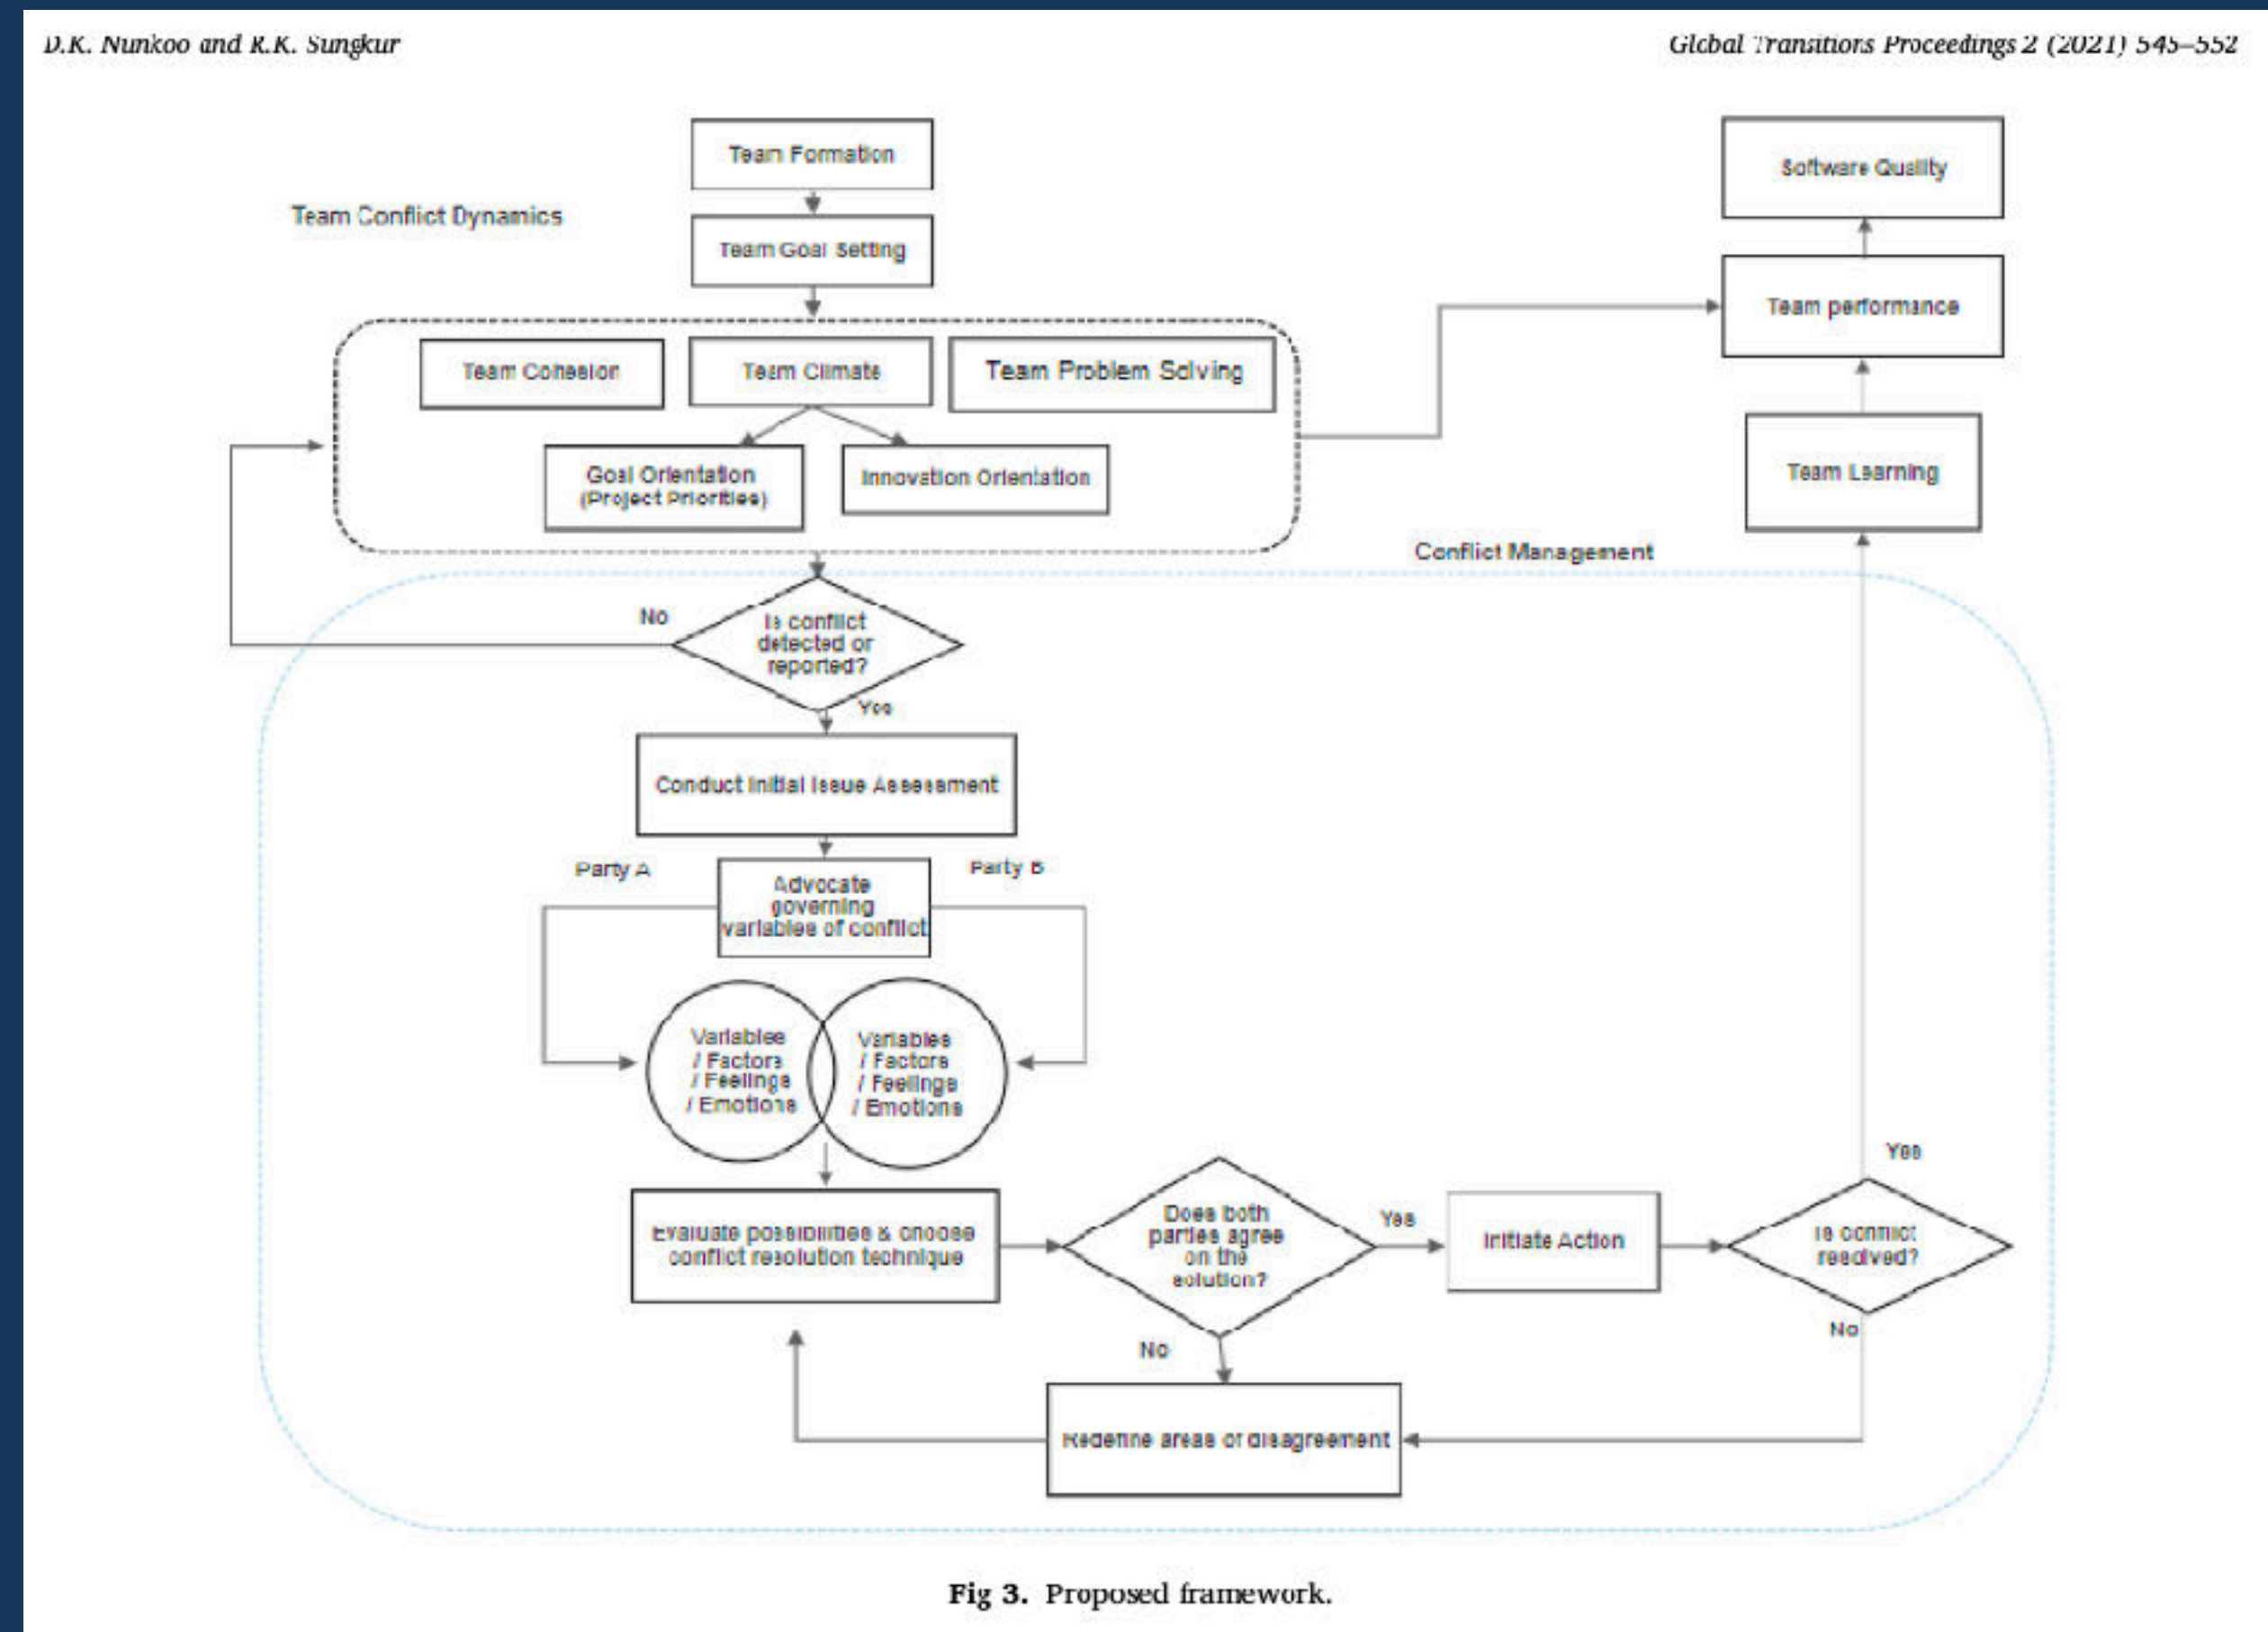 D.K. Nunkoo and R.K. Sungkur
Global Transitions Proceedings 2 (2021) 545–552
Team Formation
Software Quality
Team Conflict Dynamics
Team Goal Setting
Team performance
Team Cohesion
Team Climate
Team Problem Solving
Goal Orientation
(Project Priorities)
Innovation Orientation
Team Learning
Conflict Management
No
Is conflict
detected or
reported?
Yes
Conduct Initial Issue Assessment
Party A
Party B
Advocate
governing
variables of conflict
Variables
/ Factors
/ Feelings
/ Emotions
Variables
/ Factors
/ Feelings
/ Emotions
Evaluate possibilities & choose
conflict resolution technique
Does both
parties agree
on the
solution?
Yes
Initiate Action
Yes
Is conflict
resolved?
No
No
Redefine areas of disagreement
Fig 3. Proposed framework.